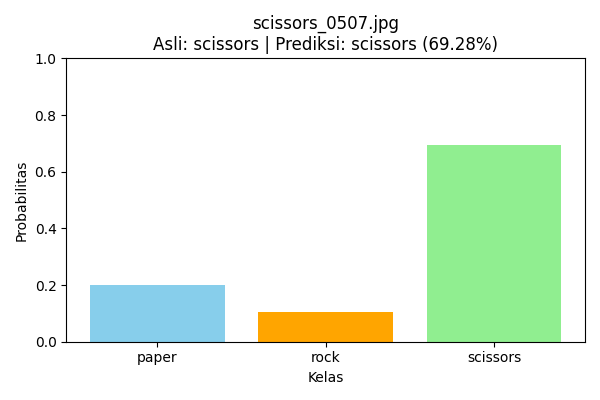 scissors_0507.jpg
Asli: scissors | Prediksi: scissors (69.28%)
1.0
0.8
0.6
0.4
0.2
0.0
Probabilitas
paper rock scissors
Kelas